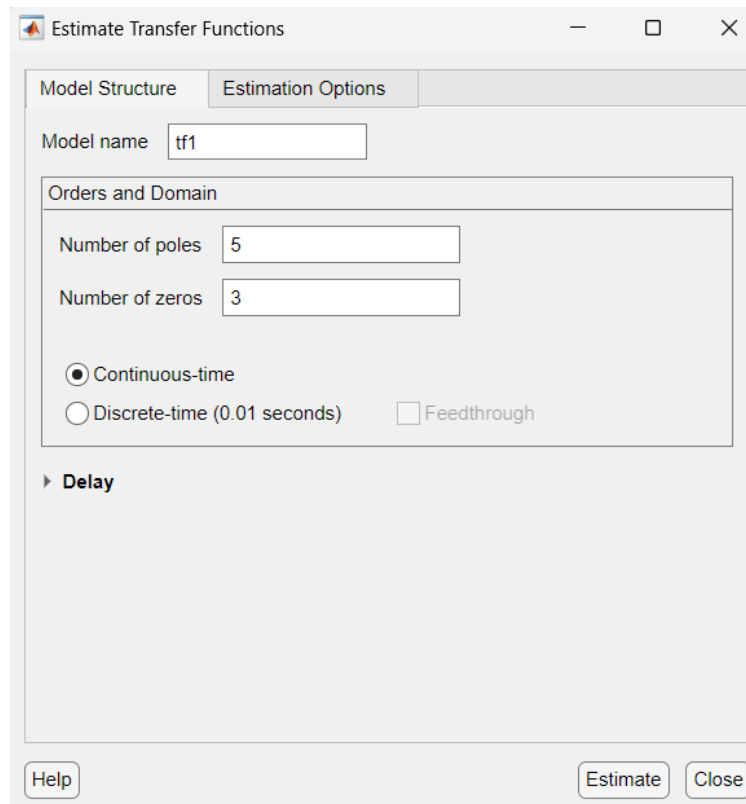 Estimate Transfer Functions
Model Structure Estimation Options
Model name tf1
Orders and Domain
Number of poles 5
Number of zeros 3
Continuous-time
Discrete-time (0.01 seconds) Feedthrough
Delay
Help Estimate Close